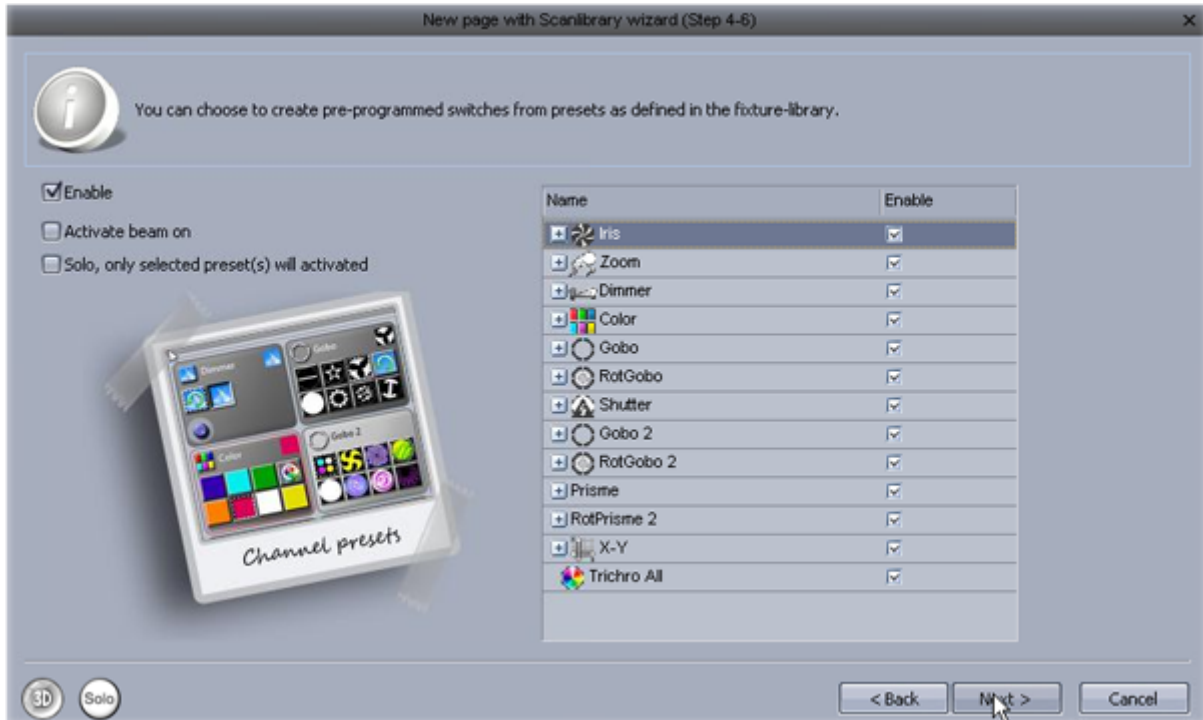 New page with Scanlibrary wizard (Step 4-6)
You can choose to create pre-programmed switches from presets as defined in the fixture-library.
Enable
Activate beam on
Solo, only selected preset(s) will activated
Dimmer
Gobo
Color
Gobo 2
Channel presets
Name Enable
Iris
Zoom
Dimmer
Color
Gobo
RotGobo
Shutter
Gobo 2
RotGobo 2
Prisme
RotPrisme 2
X-Y
Trichro All
3D Solo < Back Next > Cancel